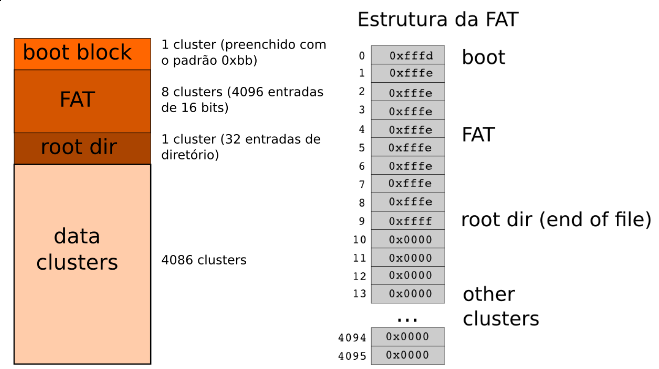 Estrutura da FAT
boot block
1 cluster (preenchido com
o padrão 0xbb)
FAT
8 clusters (4096 entradas
de 16 bits)
root dir
1 cluster (32 entradas de
diretório)
data
clusters
4086 clusters
0 0xfffd boot
1 0xfffe
2 0xfffe
3 0xfffe
4 0xfffe FAT
5 0xfffe
6 0xfffe
7 0xfffe
8 0xfffe
9 0xffff root dir (end of file)
10 0x0000
11 0x0000
12 0x0000
13 0x0000 other
... clusters
4094 0x0000
4095 0x0000